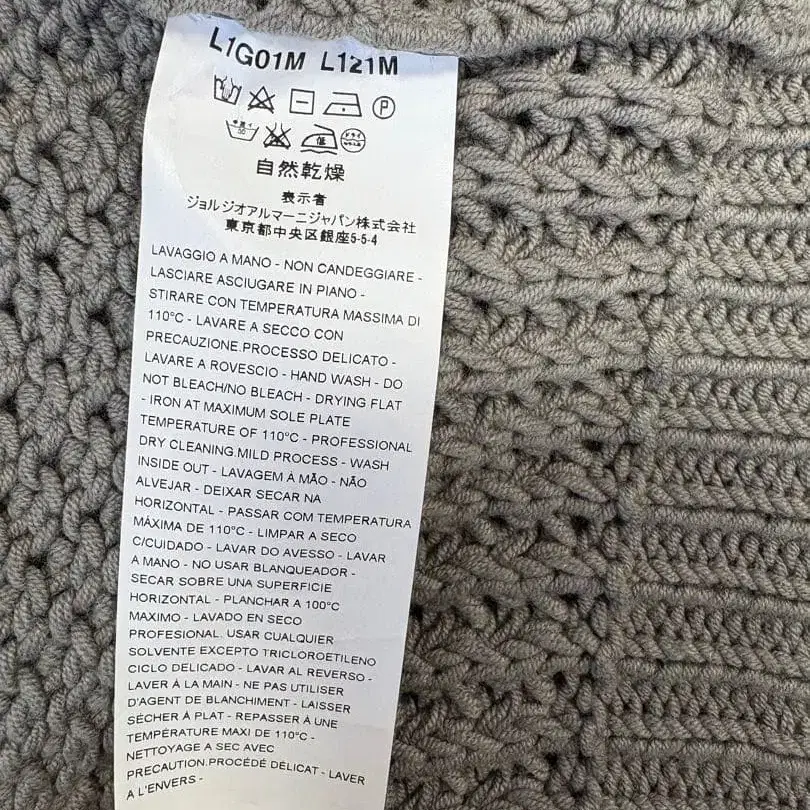 L1G01M L121M
P
自然乾燥
表示者
ジョルジオアルマーニジャパン株式会社
東京都中央区銀座5-5-4
LAVAGGIO A MANO - NON CANDEGGIARE -
LASCIARE ASCIUGARE IN PIANO -
STIRARE CON TEMPERATURA MASSIMA DI
110°C - LAVARE A SECCO CON
PRECAUZIONE.PROCESSO DELICATO -
LAVARE A ROVESCIO - HAND WASH - DO
NOT BLEACH/NO BLEACH - DRYING FLAT
- IRON AT MAXIMUM SOLE PLATE
TEMPERATURE OF 110°C - PROFESSIONAL
DRY CLEANING.MILD PROCESS - WASH
INSIDE OUT - LAVAGEM À MÃO - NÃO
ALVEJAR - DEIXAR SECAR NA
HORIZONTAL - PASSAR COM TEMPERATURA
MÁXIMA DE 110°C - LIMPAR A SECO
C/CUIDADO - LAVAR DO AVESSO - LAVAR
A MANO - NO USAR BLANQUEADOR -
SECAR SOBRE UNA SUPERFICIE
HORIZONTAL - PLANCHAR A 100°C
MAXIMO - LAVADO EN SECO
PROFESIONAL. USAR CUALQUIER
SOLVENTE EXCEPTO TRICLOROETILENO
CICLO DELICADO - LAVAR AL REVERSO -
LAVER À LA MAIN - NE PAS UTILISER
D'AGENT DE BLANCHIMENT - LAISSER
SÉCHER À PLAT - REPASSER À UNE
TEMPÉRATURE MAXI DE 110°C -
NETTOYAGE A SEC AVEC
PRECAUTION.PROCÉDÉ DÉLICAT - LAVER
A L'ENVERS -